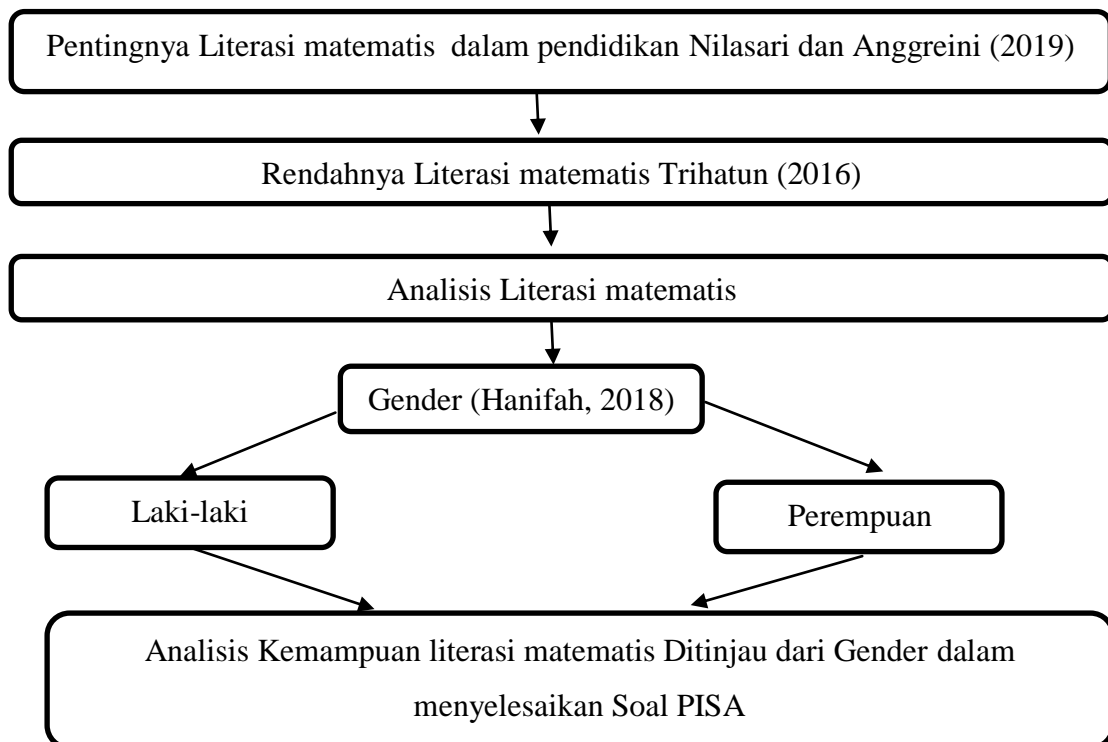 Pentingnya Literasi matematis dalam pendidikan Nilasari dan Anggreini (2019)
Rendahnya Literasi matematis Trihatun (2016)
Analisis Literasi matematis
Gender (Hanifah, 2018)
Laki-laki
Perempuan
Analisis Kemampuan literasi matematis Ditinjau dari Gender dalam
menyelesaikan Soal PISA